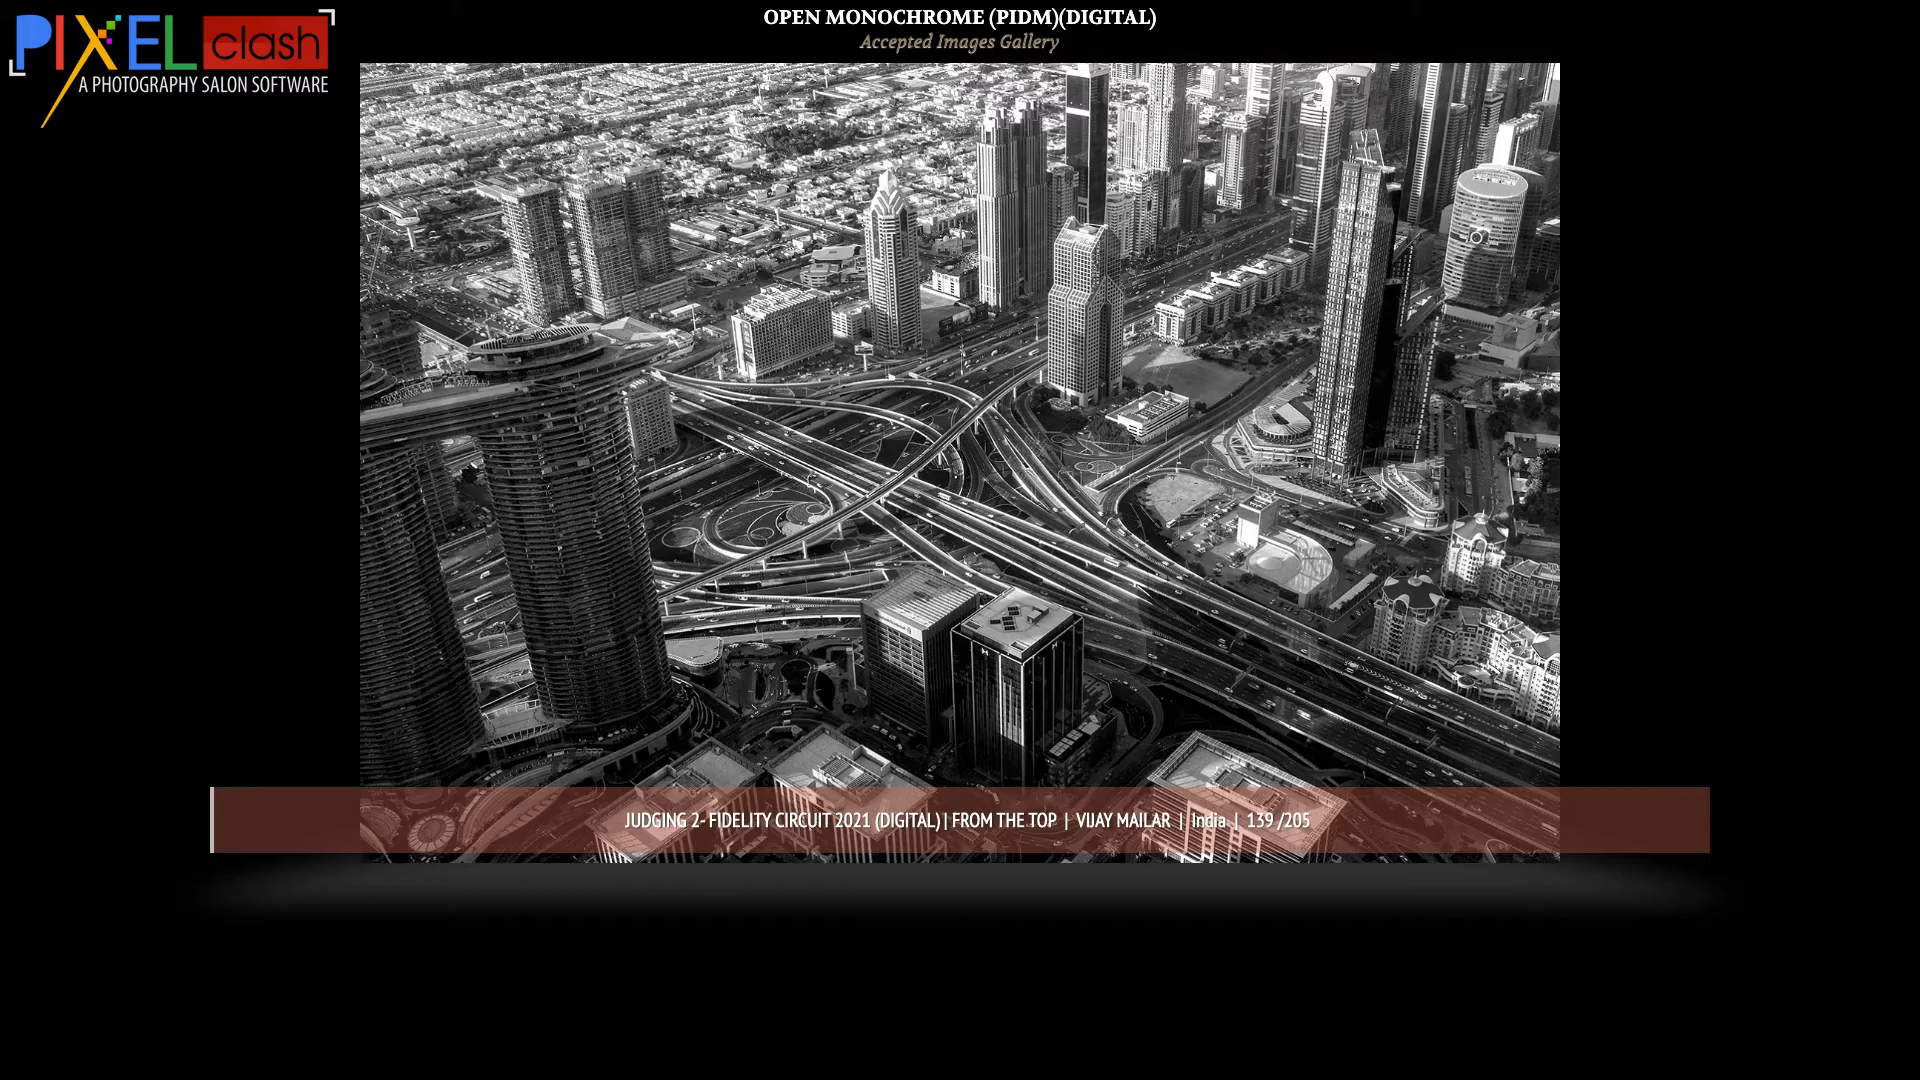 PIXEL clash
A PHOTOGRAPHY SALON SOFTWARE
OPEN MONOCHROME (PIDM)(DIGITAL)
Accepted Images Gallery
JUDGING 2- FIDELITY CIRCUIT 2021 (DIGITAL) | FROM THE TOP | VIJAY MAILAR | India | 139 /205